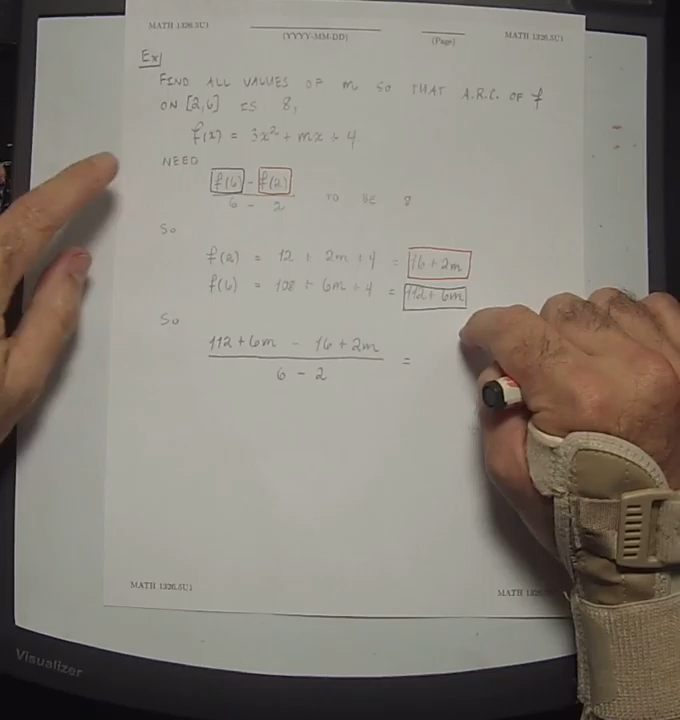 MATH 1326.5U1
(YYYY-MM-DD)
(Page)
MATH 1326.5U1
Ex
FIND ALL VALUES OF m SO THAT A.R.C. OF f
ON [2,6] IS 8,
f(x) = 3x² + mx + 4
NEED
f(6) - f(2)
6 - 2 TO BE 8
SO
f(2) = 12 + 2m + 4 = 16 + 2m
f(6) = 108 + 6m + 4 = 112 + 6m
SO
112 + 6m - 16 + 2m
6 - 2 =
MATH 1326.5U1
MATH 1326
Visualizer